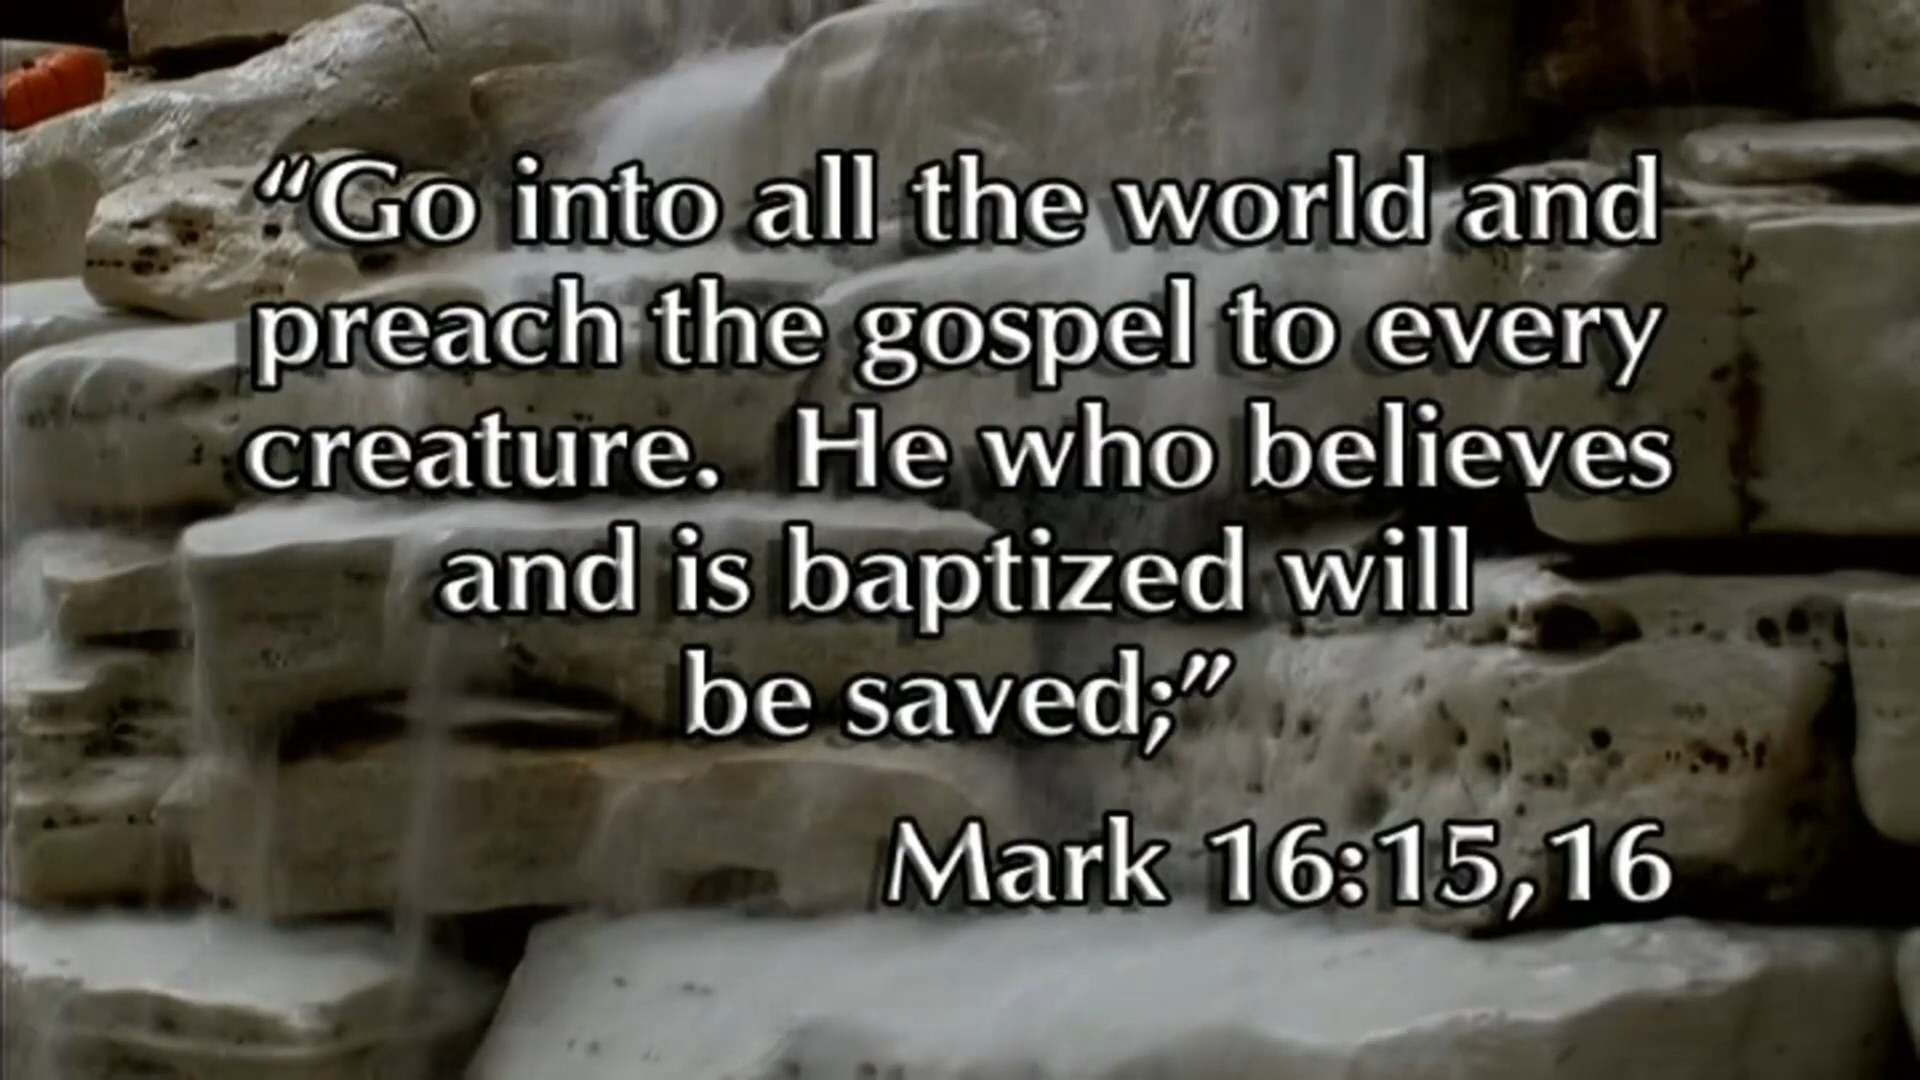 “Go into all the world and
preach the gospel to every
creature.  He who believes
and is baptized will
be saved;”
Mark 16:15,16